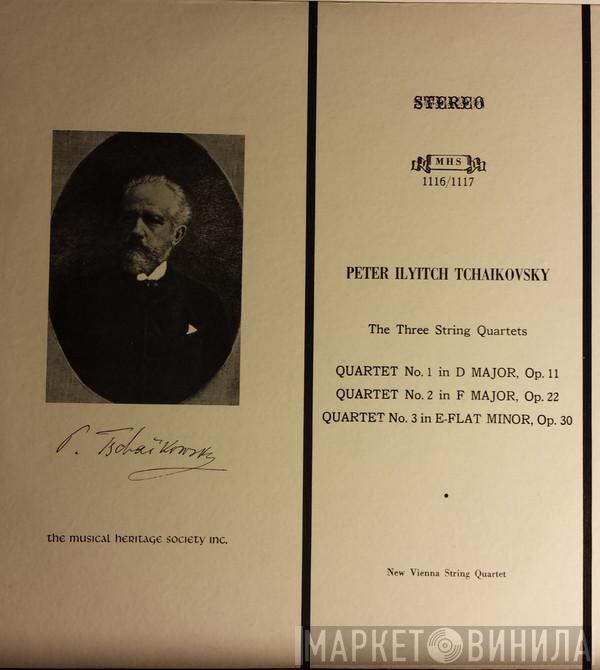 STEREO
MHS
1116/1117
PETER ILYITCH TCHAIKOVSKY
The Three String Quartets
QUARTET No. 1 in D MAJOR, Op. 11
QUARTET No. 2 in F MAJOR, Op. 22
QUARTET No. 3 in E-FLAT MINOR, Op. 30
New Vienna String Quartet
P. Tschaïkowsky
the musical heritage society inc.
МАРКЕТ ВИНИЛА